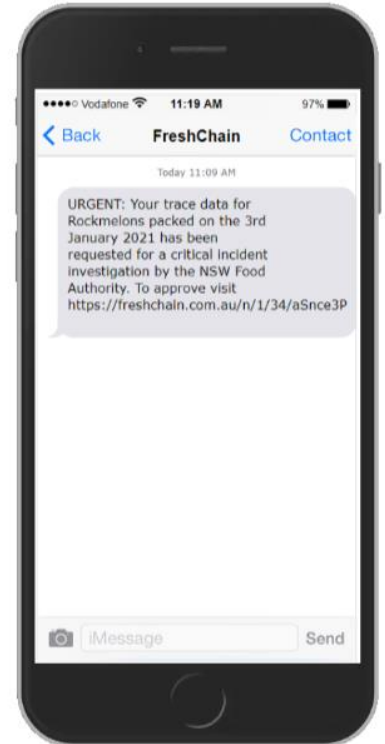 Vodafone 11:19 AM 97%
Back FreshChain Contact
Today 11:09 AM
URGENT: Your trace data for
Rockmelons packed on the 3rd
January 2021 has been
requested for a critical incident
investigation by the NSW Food
Authority. To approve visit
https://freshchain.com.au/n/1/34/aSnce3P
iMessage Send